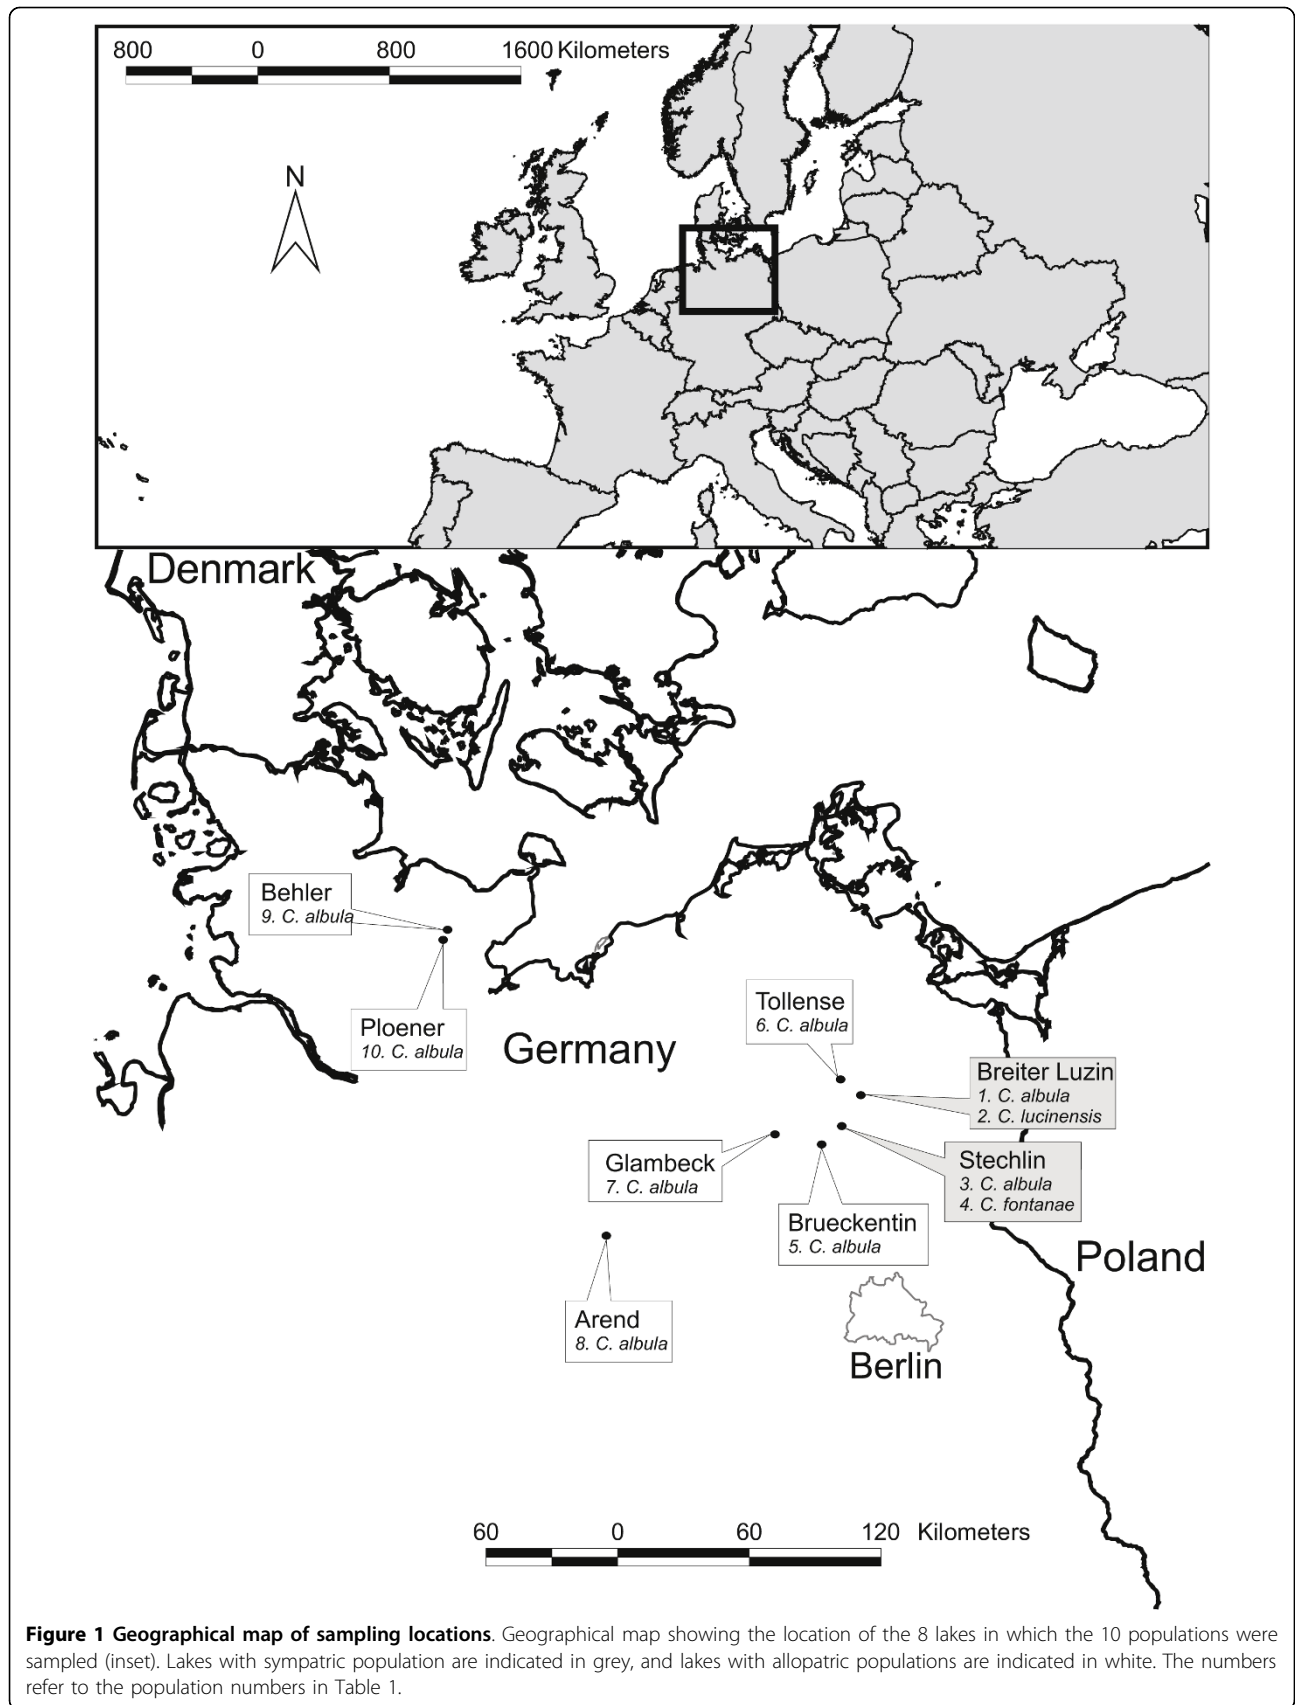 800 0 800 1600 Kilometers
N
Denmark
Behler
9. C. albula
Ploener
10. C. albula
Germany
Tollense
6. C. albula
Breiter Luzin
1. C. albula
2. C. lucinensis
Glambeck
7. C. albula
Stechlin
3. C. albula
4. C. fontanae
Brueckentin
5. C. albula
Poland
Arend
8. C. albula
Berlin
60 0 60 120 Kilometers
Figure 1 Geographical map of sampling locations. Geographical map showing the location of the 8 lakes in which the 10 populations were
sampled (inset). Lakes with sympatric population are indicated in grey, and lakes with allopatric populations are indicated in white. The numbers
refer to the population numbers in Table 1.